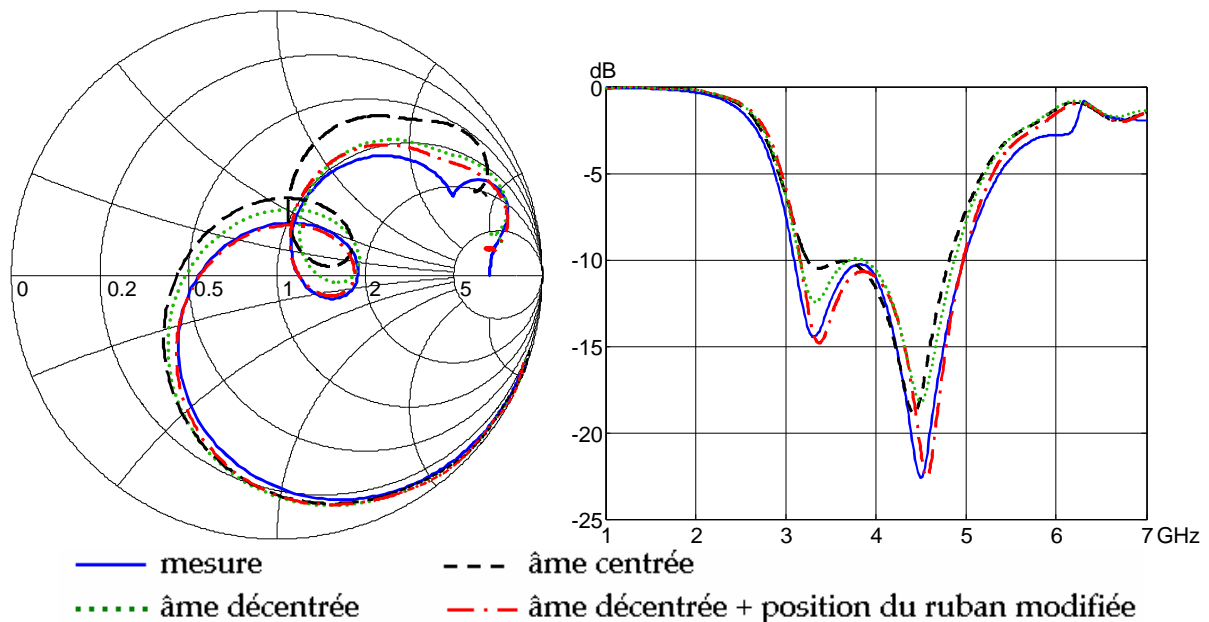 dB
0
-5
-10
-15
-20
-25
1 2 3 4 5 6 7 GHz
0 0.2 0.5 1 2 5
mesure
âme centrée
âme décentrée
âme décentrée + position du ruban modifiée